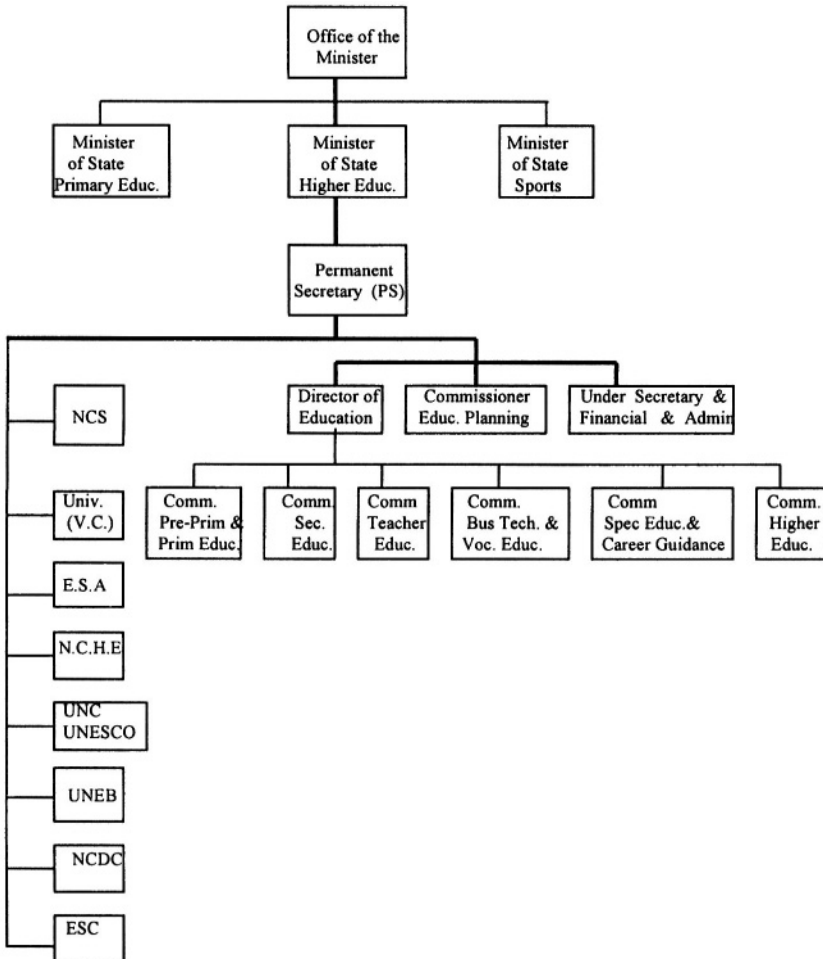 Office of the
Minister
Minister
of State
Primary Educ.
Minister
of State
Higher Educ.
Minister
of State
Sports
Permanent
Secretary (PS)
Director of
Education
Commissioner
Educ. Planning
Under Secretary &
Financial & Admin
Comm.
Pre-Prim &
Prim Educ.
Comm.
Sec.
Educ.
Comm
Teacher
Educ.
Comm.
Bus Tech. &
Voc. Educ.
Comm
Spec Educ.&
Career Guidance
Comm.
Higher
Educ.
NCS
Univ.
(V.C.)
E.S.A
N.C.H.E
UNC
UNESCO
UNEB
NCDC
ESC